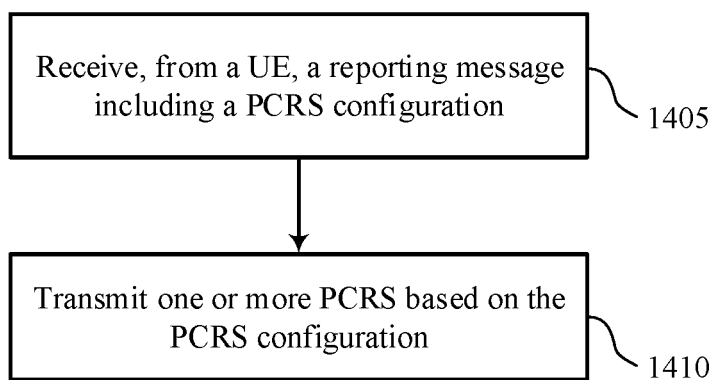 Receive, from a UE, a reporting message
including a PCRS configuration
1405
Transmit one or more PCRS based on the
PCRS configuration
1410